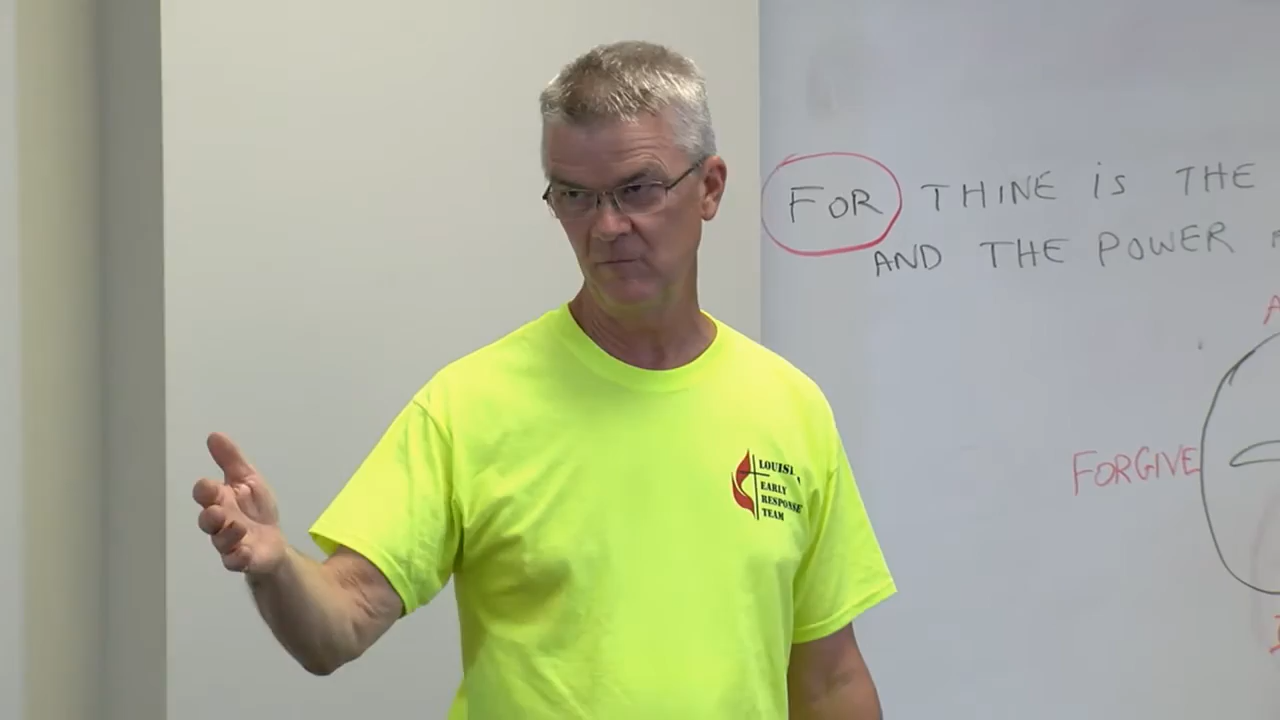 FOR THINE is THE
AND THE POWER
FORGIVE
LOUISI
EARLY
RESPONSE
TEAM